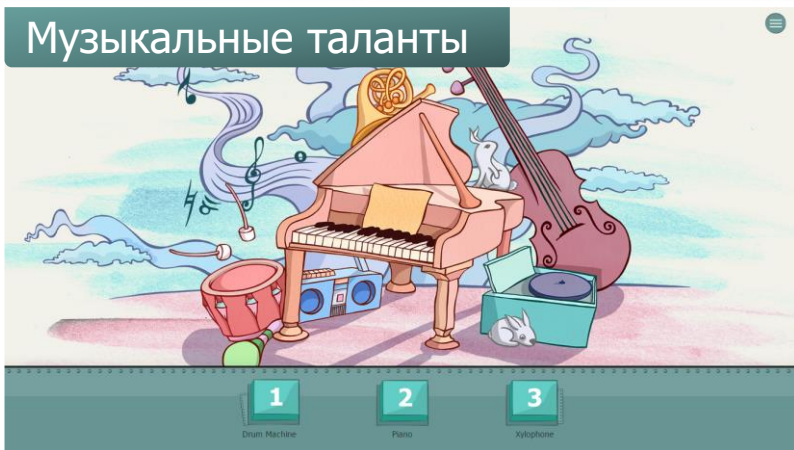 Музыкальные таланты
1
2
3
Drum Machine
Piano
Xylophone